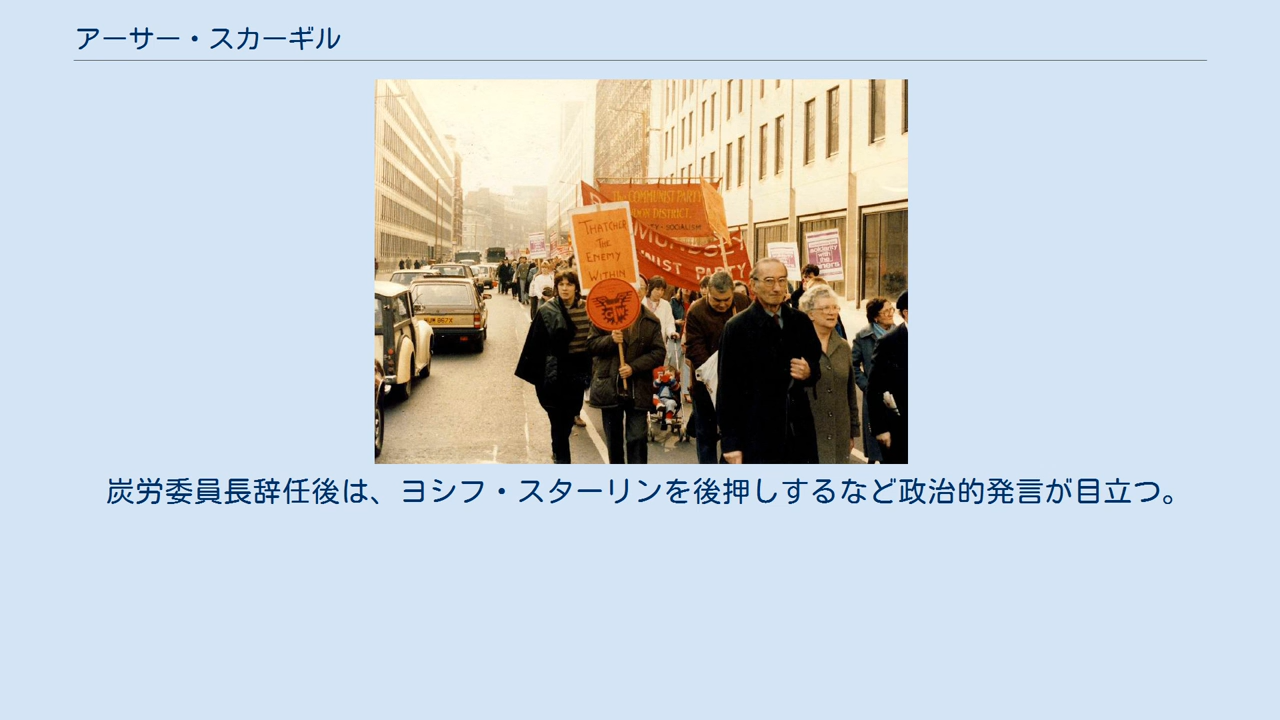 アーサー・スカーギル
THE COMMUNIST PARTY
DISTRICT
THATCHER
THE
ENEMY
WITHIN
PARTY
炭労委員長辞任後は、ヨシフ・スターリンを後押しするなど政治的発言が目立つ。